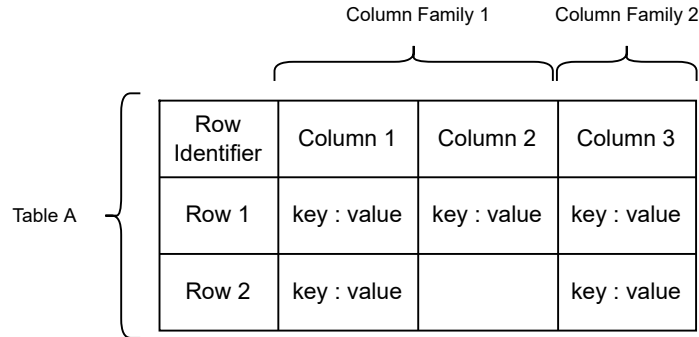 Column Family 1
Column Family 2
Row
Identifier
Column 1
Column 2
Column 3
Table A
Row 1
key : value
key : value
key : value
Row 2
key : value
key : value